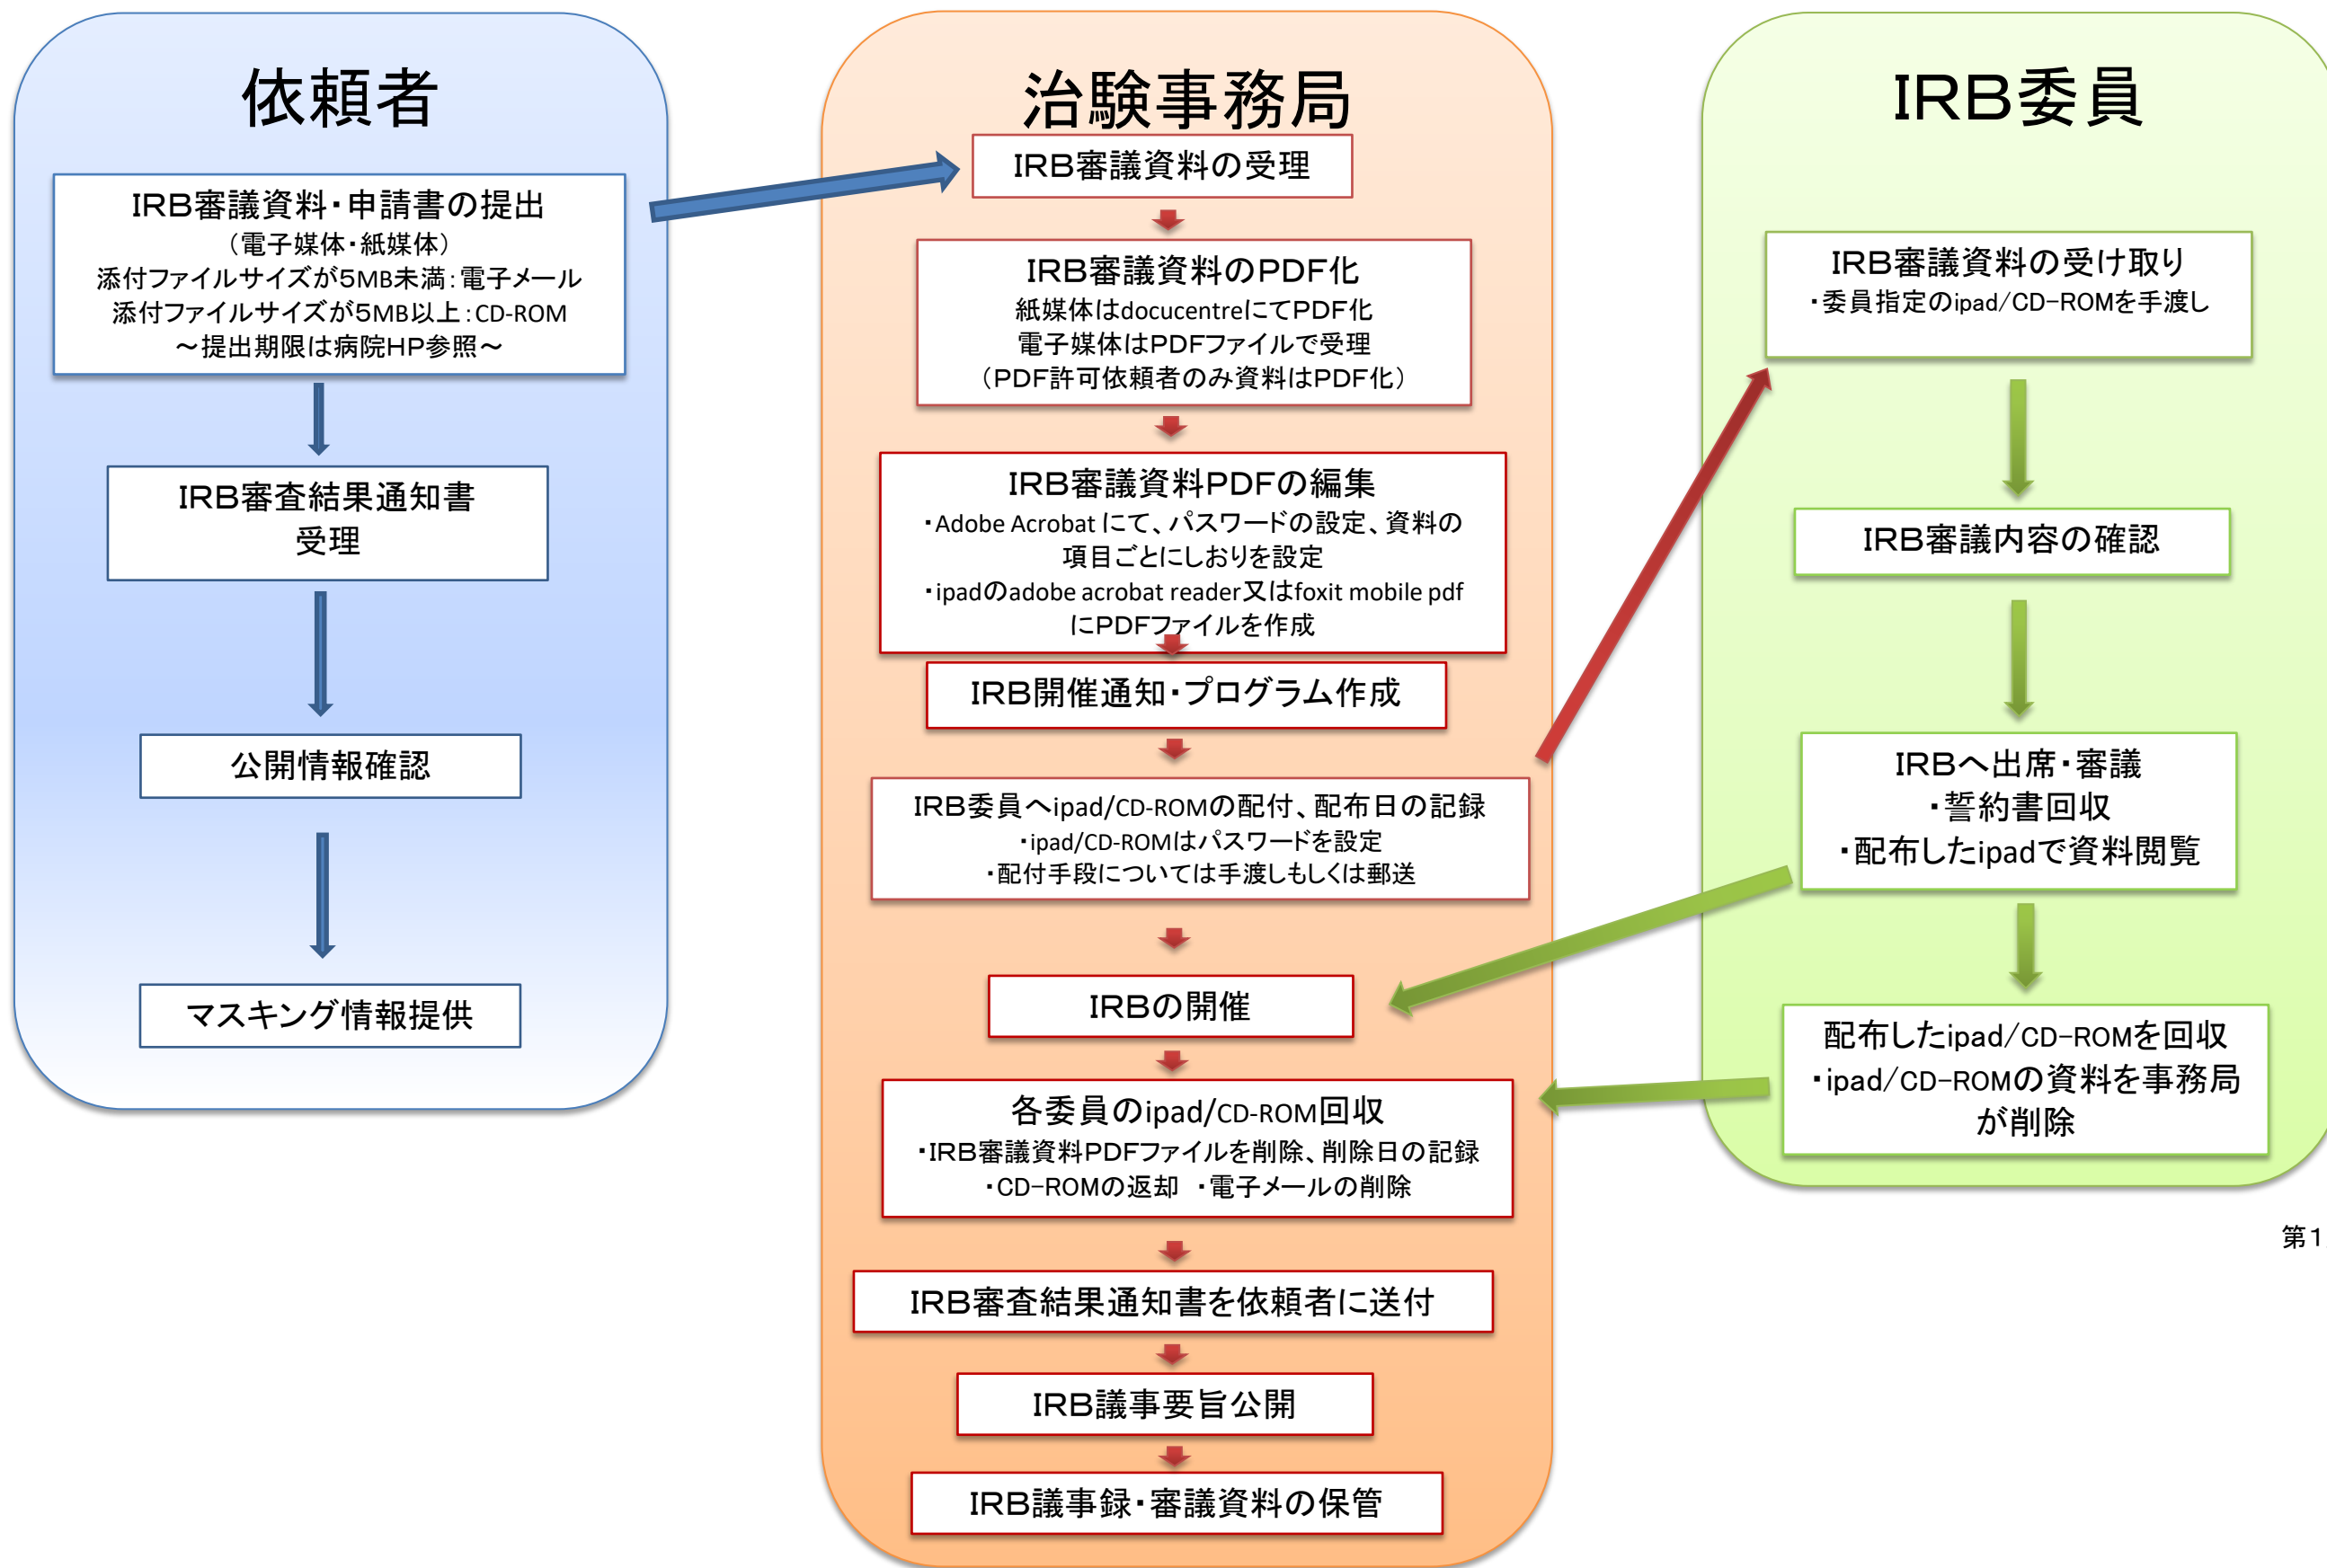 依頼者
IRB審議資料・申請書の提出
（電子媒体・紙媒体）
添付ファイルサイズが５MB未満：電子メール
添付ファイルサイズが５MB以上：CD-ROM
～提出期限は病院HP参照～
IRB審査結果通知書
受理
公開情報確認
マスキング情報提供
治験事務局
IRB審議資料の受理
IRB審議資料のPDF化
紙媒体はdocucentreにてPDF化
電子媒体はPDFファイルで受理
（PDF許可依頼者のみ資料はPDF化）
IRB審議資料PDFの編集
・Adobe Acrobat にて、パスワードの設定、資料の
項目ごとにしおりを設定
・ipadのadobe acrobat reader又はfoxit mobile pdf
にPDFファイルを作成
IRB開催通知・プログラム作成
IRB委員へipad/CD-ROMの配付、配布日の記録
・ipad/CD-ROMはパスワードを設定
・配付手段については手渡しもしくは郵送
IRBの開催
各委員のipad/CD-ROM回収
・IRB審議資料PDFファイルを削除、削除日の記録
・CD-ROMの返却　・電子メールの削除
IRB審査結果通知書を依頼者に送付
IRB議事要旨公開
IRB議事録・審議資料の保管
IRB委員
IRB審議資料の受け取り
・委員指定のipad/CD-ROMを手渡し
IRB審議内容の確認
IRBへ出席・審議
・誓約書回収
・配布したipadで資料閲覧
配布したipad/CD-ROMを回収
・ipad/CD-ROMの資料を事務局
が削除
第１